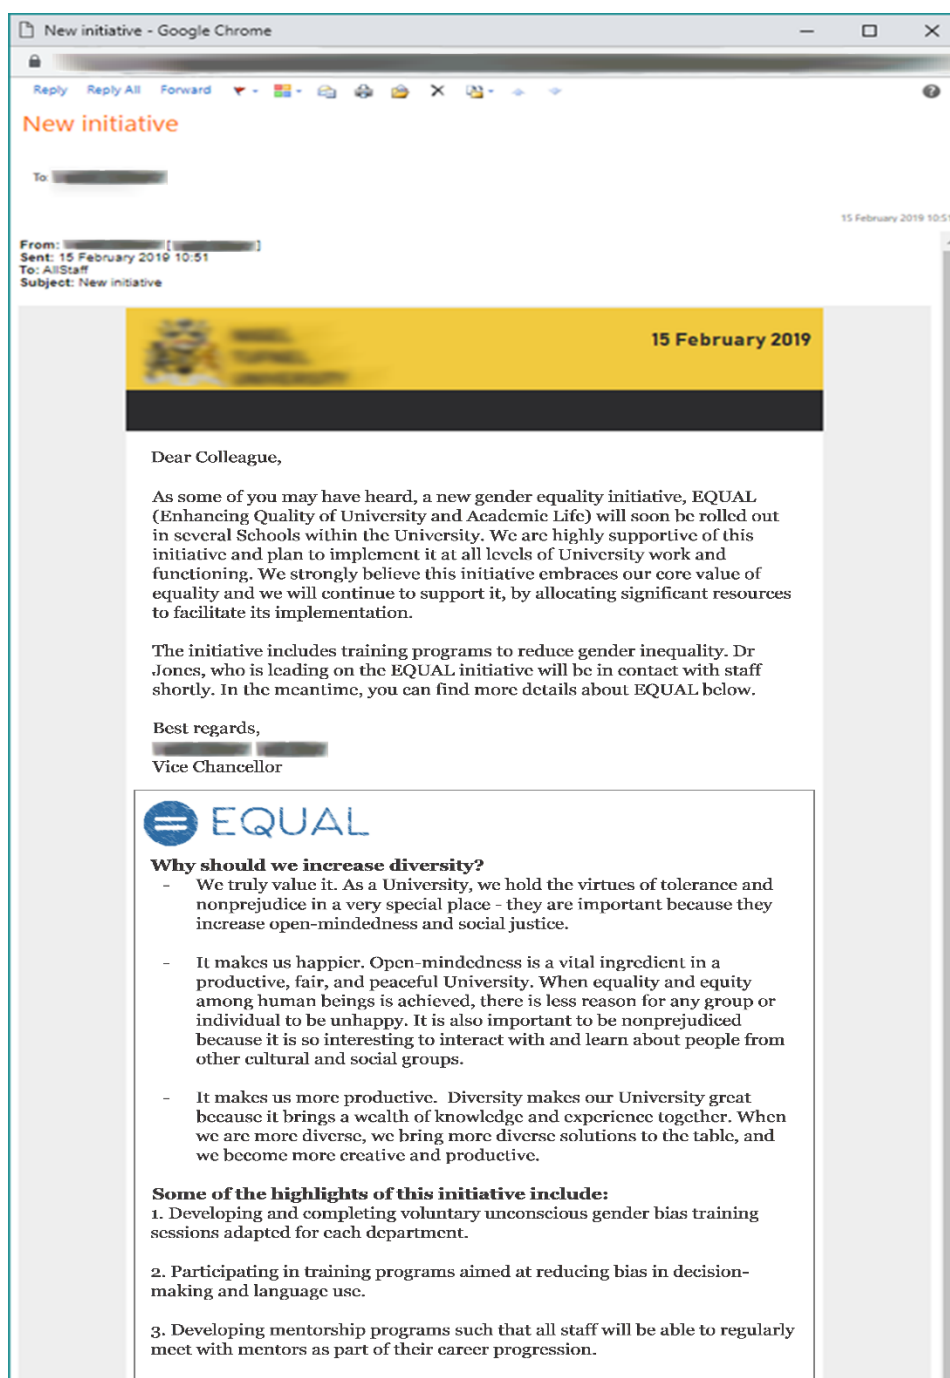 New initiative - Google Chrome
Reply Reply All Forward
New initiative
To:
15 February 2019 10:51
From: [ ]
Sent: 15 February 2019 10:51
To: AllStaff
Subject: New initiative
15 February 2019
UNIVERSITY
Dear Colleague,
As some of you may have heard, a new gender equality initiative, EQUAL
(Enhancing Quality of University and Academic Life) will soon be rolled out
in several Schools within the University. We are highly supportive of this
initiative and plan to implement it at all levels of University work and
functioning. We strongly believe this initiative embraces our core value of
equality and we will continue to support it, by allocating significant resources
to facilitate its implementation.
The initiative includes training programs to reduce gender inequality. Dr
Jones, who is leading on the EQUAL initiative will be in contact with staff
shortly. In the meantime, you can find more details about EQUAL below.
Best regards,
Vice Chancellor
= EQUAL
Why should we increase diversity?
- We truly value it. As a University, we hold the virtues of tolerance and
nonprejudice in a very special place - they are important because they
increase open-mindedness and social justice.
- It makes us happier. Open-mindedness is a vital ingredient in a
productive, fair, and peaceful University. When equality and equity
among human beings is achieved, there is less reason for any group or
individual to be unhappy. It is also important to be nonprejudiced
because it is so interesting to interact with and learn about people from
other cultural and social groups.
- It makes us more productive. Diversity makes our University great
because it brings a wealth of knowledge and experience together. When
we are more diverse, we bring more diverse solutions to the table, and
we become more creative and productive.
Some of the highlights of this initiative include:
1. Developing and completing voluntary unconscious gender bias training
sessions adapted for each department.
2. Participating in training programs aimed at reducing bias in decision-
making and language use.
3. Developing mentorship programs such that all staff will be able to regularly
meet with mentors as part of their career progression.